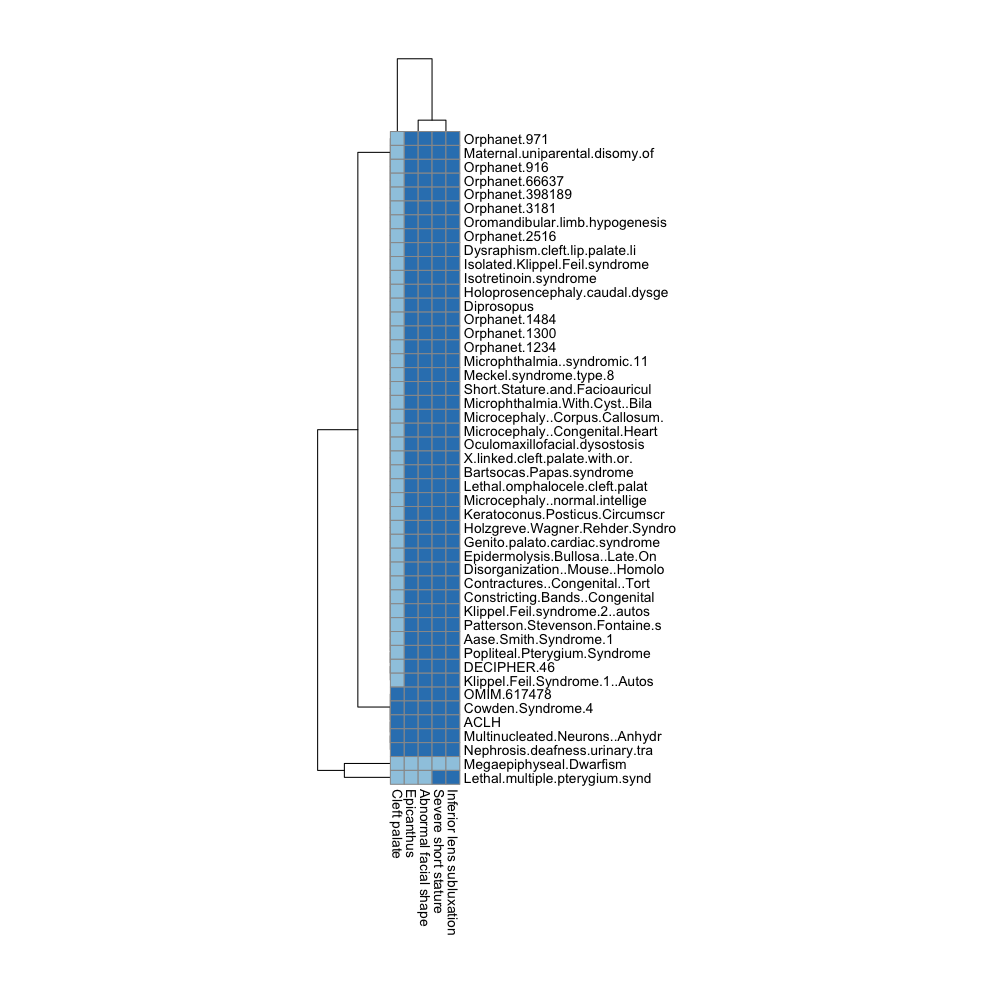 Orphanet.971
Maternal.uniparental.disomy.of
Orphanet.916
Orphanet.66637
Orphanet.398189
Orphanet.3181
Oromandibular.limb.hypogenesis
Orphanet.2516
Dysraphism.cleft.lip.palate.li
Isolated.Klippel.Feil.syndrome
Isotretinoin.syndrome
Holoprosencephaly.caudal.dysge
Diprosopus
Orphanet.1484
Orphanet.1300
Orphanet.1234
Microphthalmia..syndromic.11
Meckel.syndrome.type.8
Short.Stature.and.Facioauricul
Microphthalmia.With.Cyst..Bila
Microcephaly..Corpus.Callosum.
Microcephaly..Congenital.Heart
Oculomaxillofacial.dysostosis
X.linked.cleft.palate.with.or.
Bartsocas.Papas.syndrome
Lethal.omphalocele.cleft.palat
Microcephaly..normal.intellige
Keratoconus.Posticus.Circumscr
Holzgreve.Wagner.Rehder.Syndro
Genito.palato.cardiac.syndrome
Epidermolysis.Bullosa..Late.On
Disorganization..Mouse..Homolo
Contractures..Congenital..Tort
Constricting.Bands..Congenital
Klippel.Feil.syndrome.2..autos
Patterson.Stevenson.Fontaine.s
Aase.Smith.Syndrome.1
Popliteal.Pterygium.Syndrome
DECIPHER.46
Klippel.Feil.Syndrome.1..Autos
OMIM.617478
Cowden.Syndrome.4
ACLH
Multinucleated.Neurons..Anhydr
Nephrosis.deafness.urinary.tra
Megaepiphyseal.Dwarfism
Lethal.multiple.pterygium.synd
Cleft palate
Epicanthus
Abnormal facial shape
Severe short stature
Inferior lens subluxation